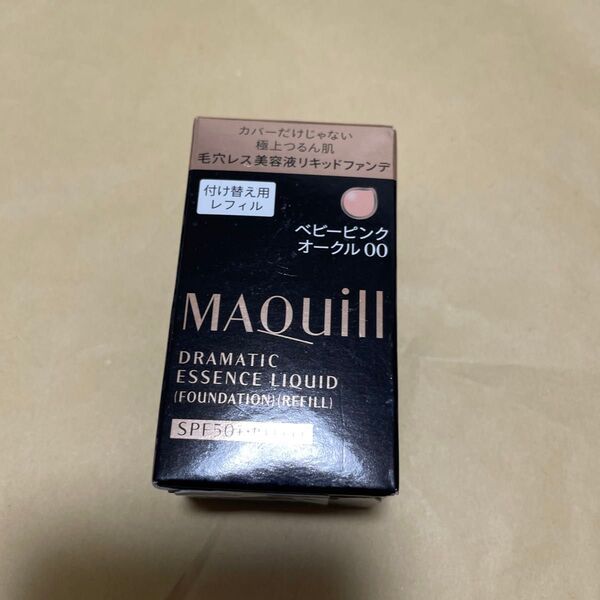 カバーだけじゃない
極上つるん肌
毛穴レス美容液リキッドファンデ
付け替え用
レフィル
ベビーピンク
オークル00
MAQuill
DRAMATIC
ESSENCE LIQUID
(FOUNDATION)(REFILL)
SPF50+・